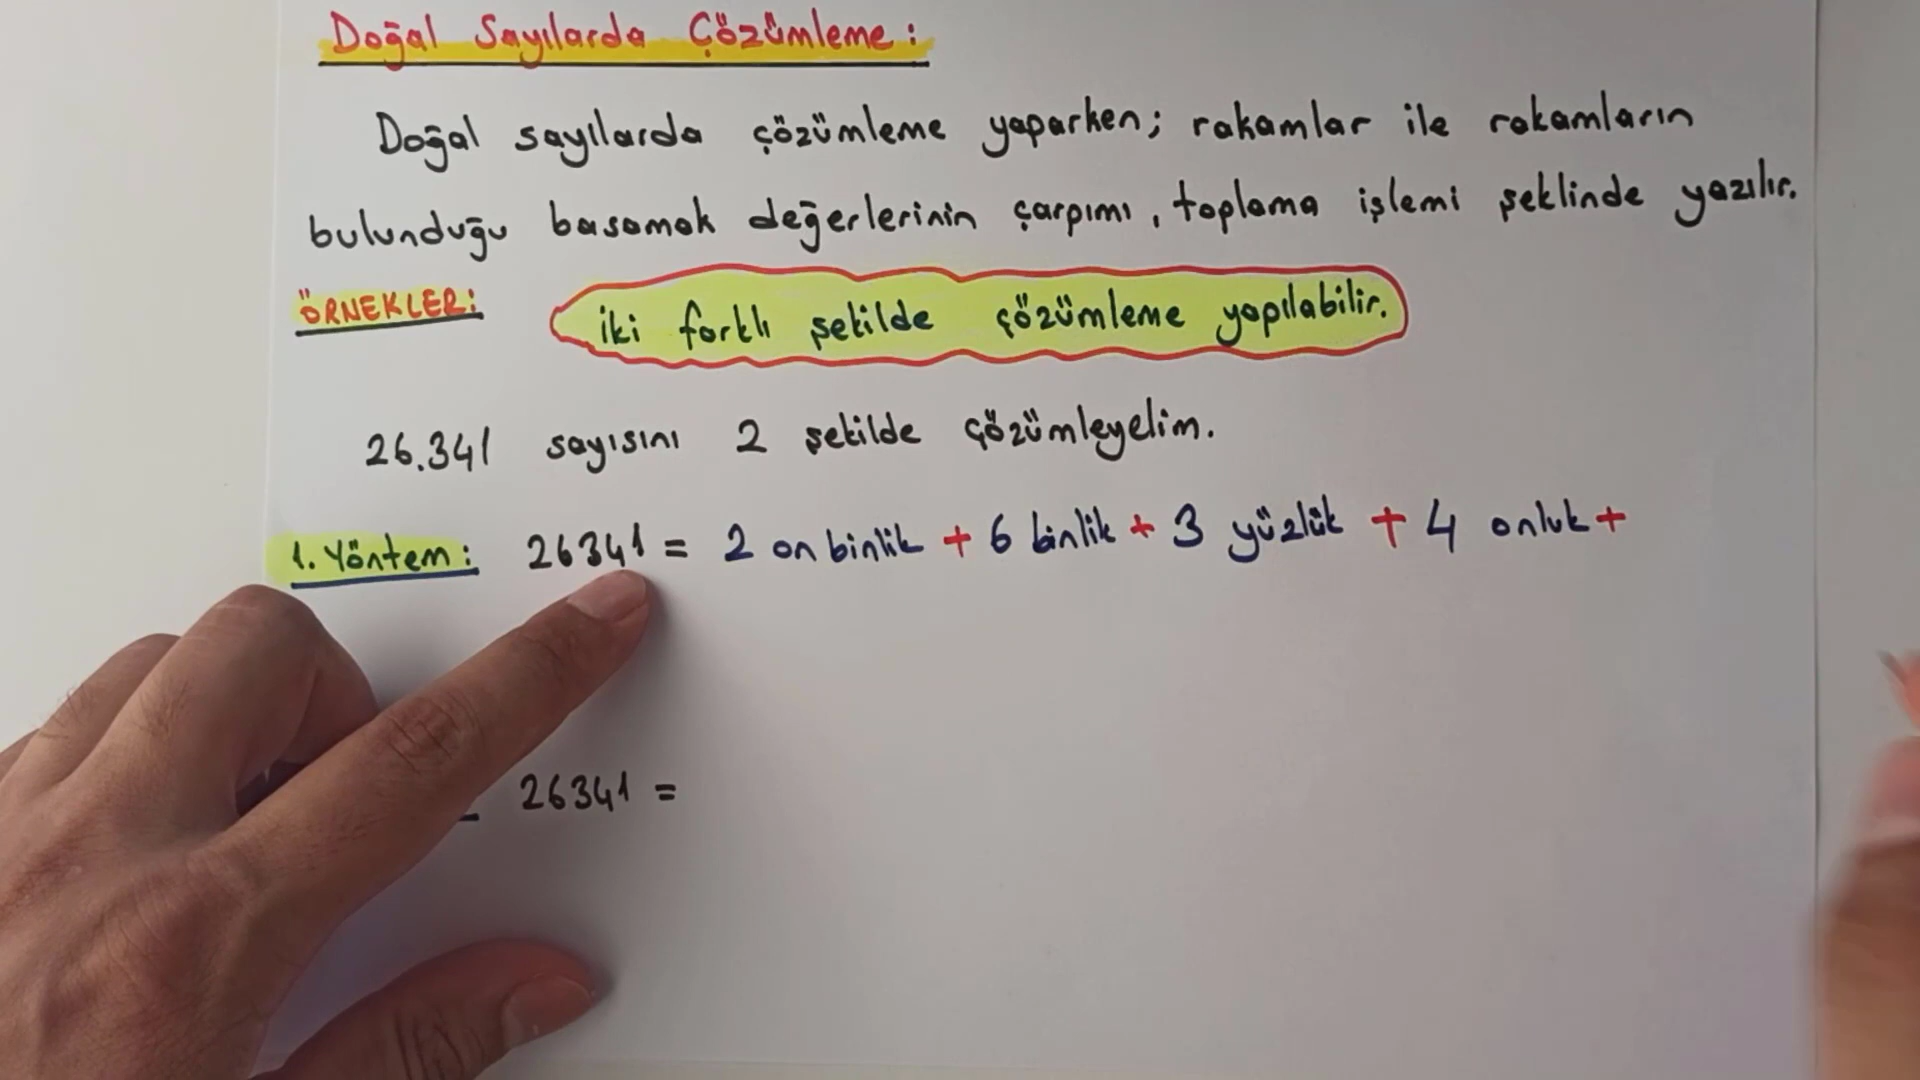 Doğal Sayılarda Çözümleme:
Doğal sayılarda çözümleme yaparken; rakamlar ile rakamların
bulunduğu basamak değerlerinin çarpımı, toplama işlemi şeklinde yazılır.
ÖRNEKLER:
İki farklı şekilde çözümleme yapılabilir.
26.341 sayısını 2 şekilde çözümleyelim.
1. Yöntem: 26341 = 2 on binlik + 6 binlik + 3 yüzlük + 4 onluk +
26341 =